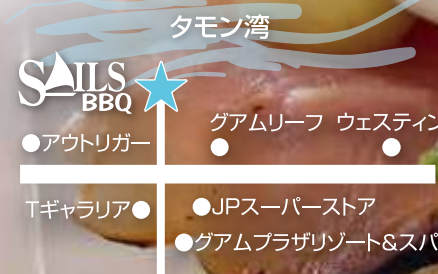 タモン湾
SAILS
BBQ
グアムリーフ ウェスティン
●アウトリガー
Tギャラリア●
●JPスーパーストア
●グアムプラザリゾート&スパ